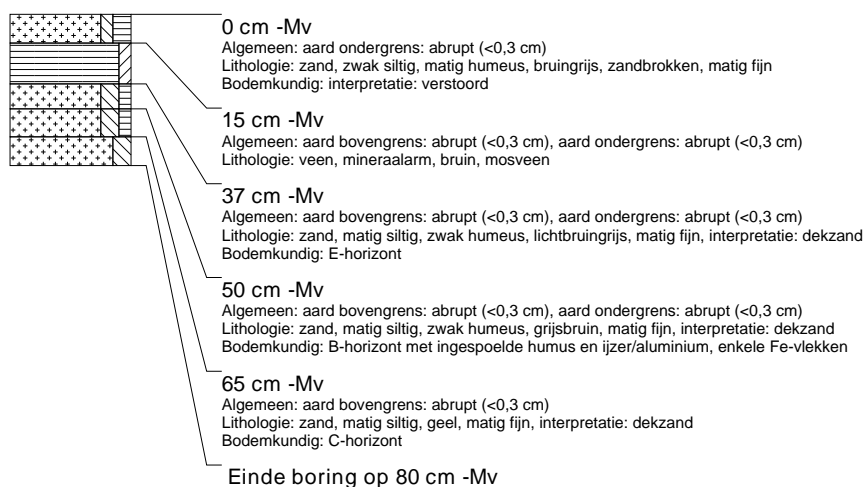 0 cm -Mv
Algemeen: aard ondergrens: abrupt (<0,3 cm)
Lithologie: zand, zwak siltig, matig humeus, bruingrijs, zandbrokken, matig fijn
Bodemkundig: interpretatie: verstoord
15 cm -Mv
Algemeen: aard bovengrens: abrupt (<0,3 cm), aard ondergrens: abrupt (<0,3 cm)
Lithologie: veen, mineraalarm, bruin, mosveen
37 cm -Mv
Algemeen: aard bovengrens: abrupt (<0,3 cm), aard ondergrens: abrupt (<0,3 cm)
Lithologie: zand, matig siltig, zwak humeus, lichtbruingrijs, matig fijn, interpretatie: dekzand
Bodemkundig: E-horizont
50 cm -Mv
Algemeen: aard bovengrens: abrupt (<0,3 cm), aard ondergrens: abrupt (<0,3 cm)
Lithologie: zand, matig siltig, zwak humeus, grijsbruin, matig fijn, interpretatie: dekzand
Bodemkundig: B-horizont met ingespoelde humus en ijzer/aluminium, enkele Fe-vlekken
65 cm -Mv
Algemeen: aard bovengrens: abrupt (<0,3 cm)
Lithologie: zand, matig siltig, geel, matig fijn, interpretatie: dekzand
Bodemkundig: C-horizont
Einde boring op 80 cm -Mv